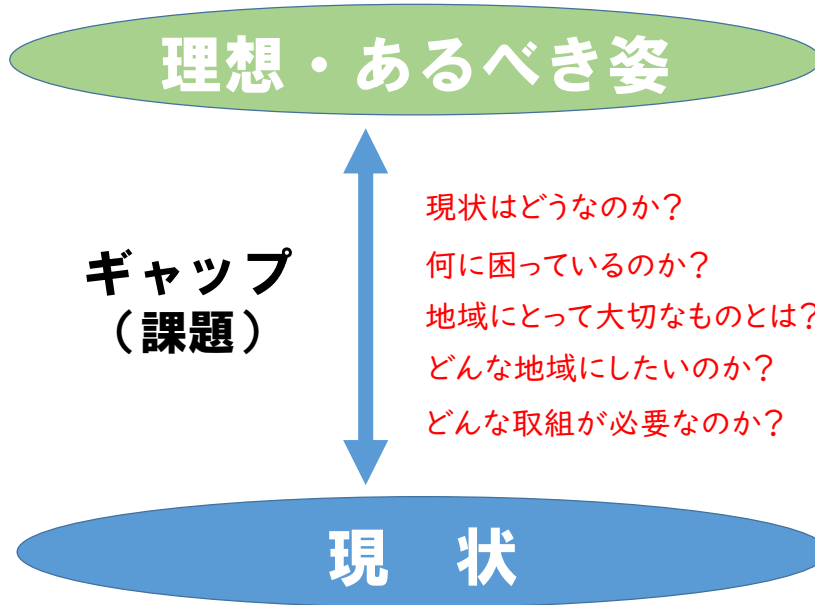 理想・あるべき姿
現状はどうなのか?
何に困っているのか?
ギャップ
(課題)
地域にとって大切なものとは?
どんな地域にしたいのか?
どんな取組が必要なのか?
現　状